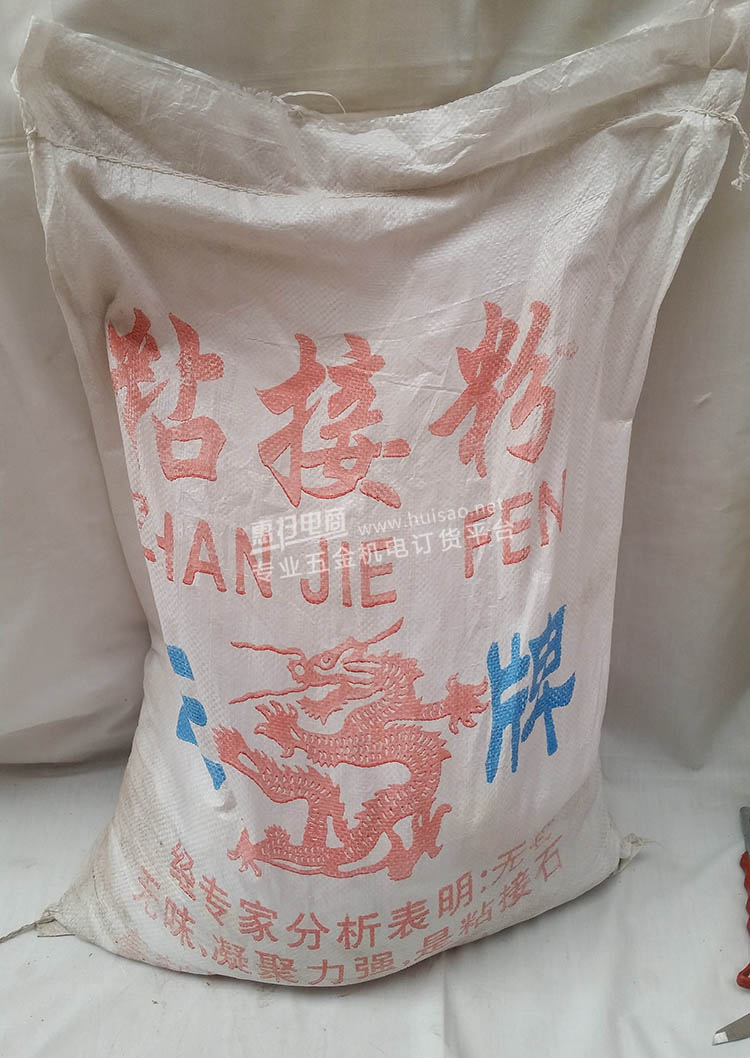 粘接粉
ZHAN JIE FEN
惠扫电商 www.huisao.net
专业五金机电订货平台
牌
经专家分析表明:无
无味、凝聚力强,是粘接石